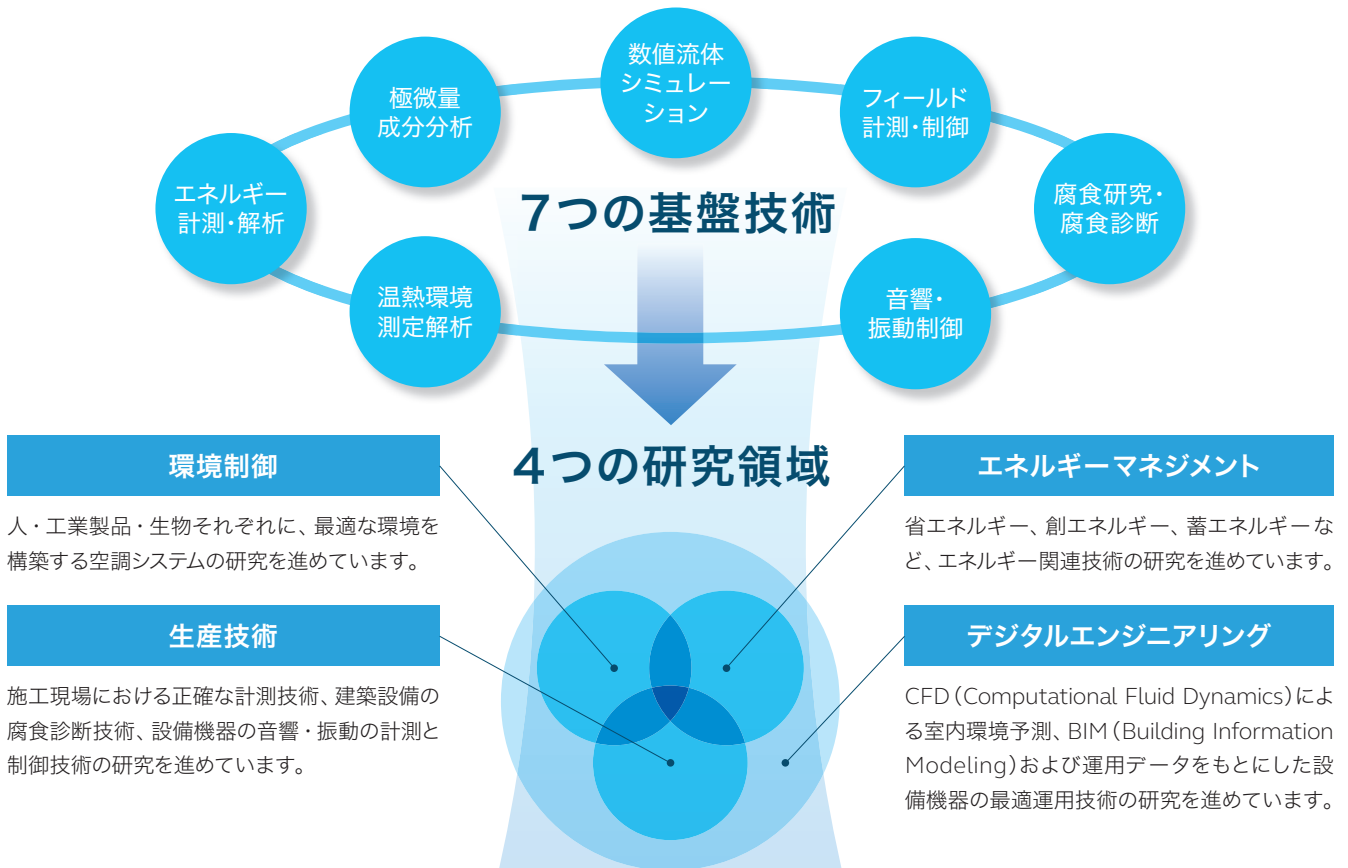 数値流体
シミュレー
ション
極微量
成分分析
フィールド
計測・制御
エネルギー
計測・解析
腐食研究・
腐食診断
7つの基盤技術
温熱環境
測定解析
音響・
振動制御
4つの研究領域
環境制御
人・工業製品・生物それぞれに、最適な環境を
構築する空調システムの研究を進めています。
エネルギーマネジメント
省エネルギー、創エネルギー、蓄エネルギーな
ど、エネルギー関連技術の研究を進めています。
生産技術
施工現場における正確な計測技術、建築設備の
腐食診断技術、設備機器の音響・振動の計測と
制御技術の研究を進めています。
デジタルエンジニアリング
CFD(Computational Fluid Dynamics)によ
る室内環境予測、BIM(Building Information
Modeling)および運用データをもとにした設
備機器の最適運用技術の研究を進めています。